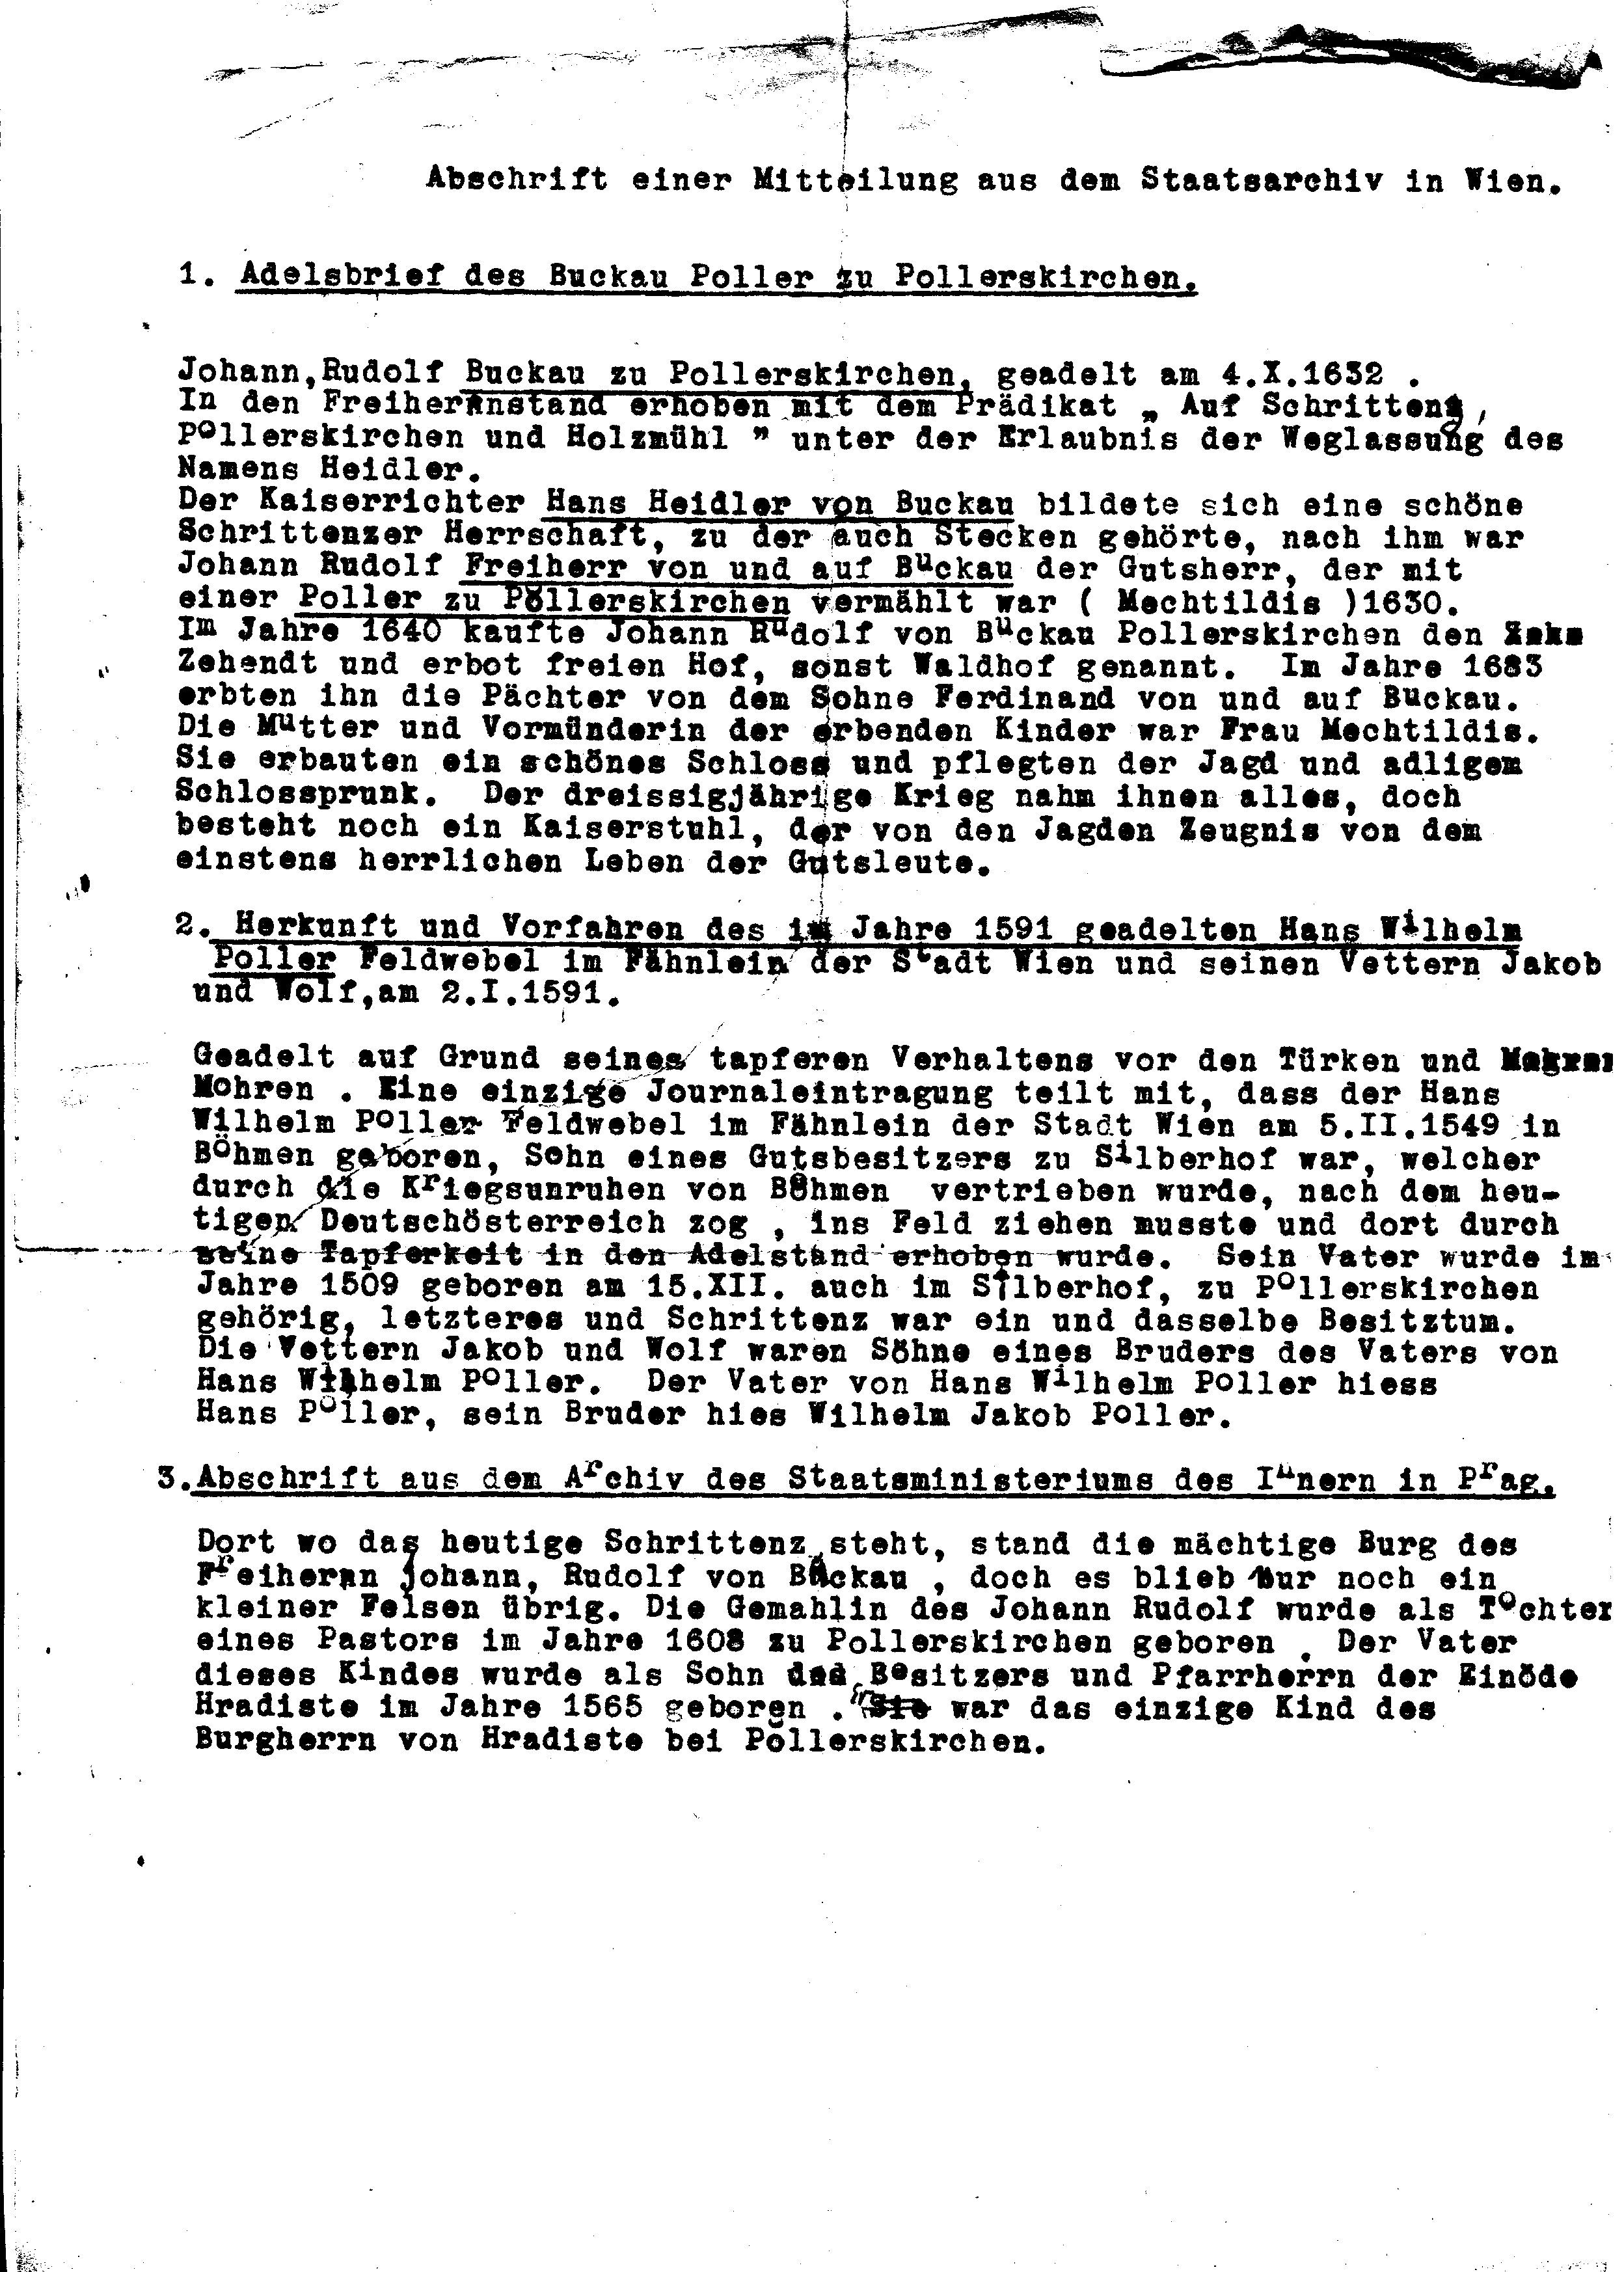 Abschrift einer Mitteilung aus dem Staatsarchiv in Wien.
1. Adelsbrief des Buckau Poller zu Pollerskirchen.
Johann,Rudolf Buckau zu Pollerskirchen, geadelt am 4.X.1632 .
In den Freiherrnstand erhoben mit dem Prädikat „ Auf Schrittenz,
Pollerskirchen und Holzmühl " unter der Erlaubnis der Weglassung des
Namens Heidler.
Der Kaiserrichter Hans Heidler von Buckau bildete sich eine schöne
Schrittenzer Herrschaft, zu der auch Stecken gehörte, nach ihm war
Johann Rudolf Freiherr von und auf Buckau der Gutsherr, der mit
einer Poller zu Pollerskirchen vermählt war ( Mechtildis )1630.
Im Jahre 1640 kaufte Johann Rudolf von Buckau Pollerskirchen den
Zehendt und erbot freien Hof, sonst Waldhof genannt. Im Jahre 1683
erbten ihn die Pächter von dem Sohne Ferdinand von und auf Buckau.
Die Mutter und Vormünderin der erbenden Kinder war Frau Mechtildis.
Sie erbauten ein schönes Schloss und pflegten der Jagd und adligem
Schlossprunk. Der dreissigjährige Krieg nahm ihnen alles, doch
besteht noch ein Kaiserstuhl, der von den Jagden Zeugnis von dem
einstens herrlichen Leben der Gutsleute.
2. Herkunft und Vorfahren des im Jahre 1591 geadelten Hans Wilhelm
Poller Feldwebel im Fähnlein der Stadt Wien und seinen Vettern Jakob
und Wolf,am 2.I.1591.
Geadelt auf Grund seines tapferen Verhaltens vor den Türken und
Mohren . Eine einzige Journaleintragung teilt mit, dass der Hans
Wilhelm Poller Feldwebel im Fähnlein der Stadt Wien am 5.II.1549 in
Böhmen geboren, Sohn eines Gutsbesitzers zu Silberhof war, welcher
durch die Kriegsunruhen von Böhmen vertrieben wurde, nach dem heu-
tigen Deutschösterreich zog , ins Feld ziehen musste und dort durch
seine Tapferkeit in den Adelstand erhoben wurde. Sein Vater wurde im
Jahre 1509 geboren am 15.XII. auch im Silberhof, zu Pollerskirchen
gehörig, letzteres und Schrittenz war ein und dasselbe Besitztum.
Die Vettern Jakob und Wolf waren Söhne eines Bruders des Vaters von
Hans Wilhelm Poller. Der Vater von Hans Wilhelm Poller hiess
Hans Poller, sein Bruder hies Wilhelm Jakob Poller.
3.Abschrift aus dem Archiv des Staatsministeriums des Innern in Prag.
Dort wo das heutige Schrittenz steht, stand die mächtige Burg des
Freiherrn Johann, Rudolf von Buckau , doch es blieb nur noch ein
kleiner Felsen übrig. Die Gemahlin des Johann Rudolf wurde als Tochter
eines Pastors im Jahre 1608 zu Pollerskirchen geboren . Der Vater
dieses Kindes wurde als Sohn des Besitzers und Pfarrherrn der Einöde
Hradiste im Jahre 1565 geboren . Sie war das einzige Kind des
Burgherrn von Hradiste bei Pollerskirchen.